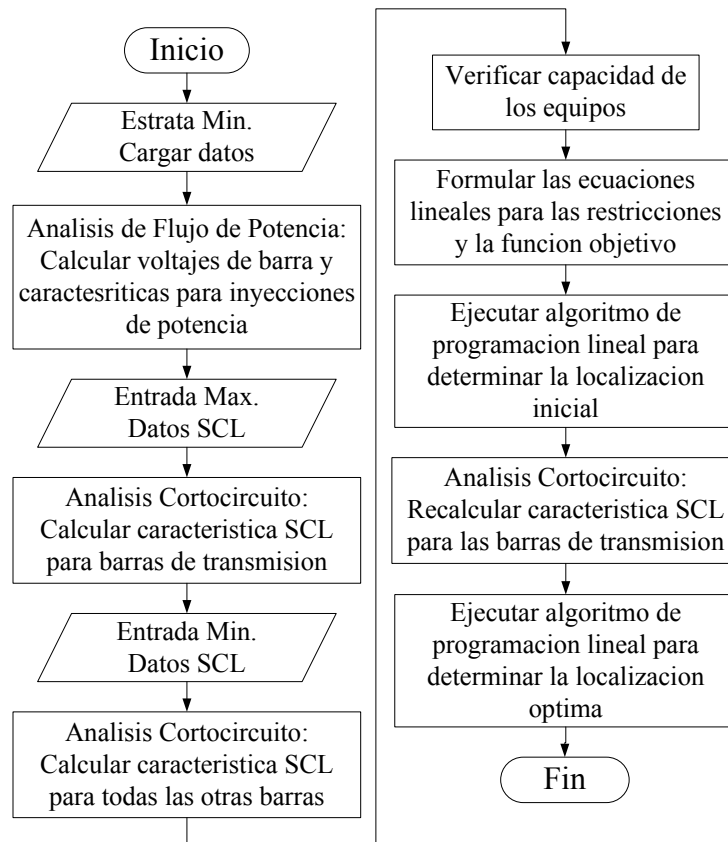 Inicio
Estrata Min.
Cargar datos
Analisis de Flujo de Potencia:
Calcular voltajes de barra y
caractesriticas para inyecciones
de potencia
Entrada Max.
Datos SCL
Analisis Cortocircuito:
Calcular caracteristica SCL
para barras de transmision
Entrada Min.
Datos SCL
Analisis Cortocircuito:
Calcular caracteristica SCL
para todas las otras barras
Verificar capacidad de
los equipos
Formular las ecuaciones
lineales para las restricciones
y la funcion objetivo
Ejecutar algoritmo de
programacion lineal para
determinar la localizacion
inicial
Analisis Cortocircuito:
Recalcular caracteristica SCL
para las barras de transmision
Ejecutar algoritmo de
programacion lineal para
determinar la localizacion
optima
Fin